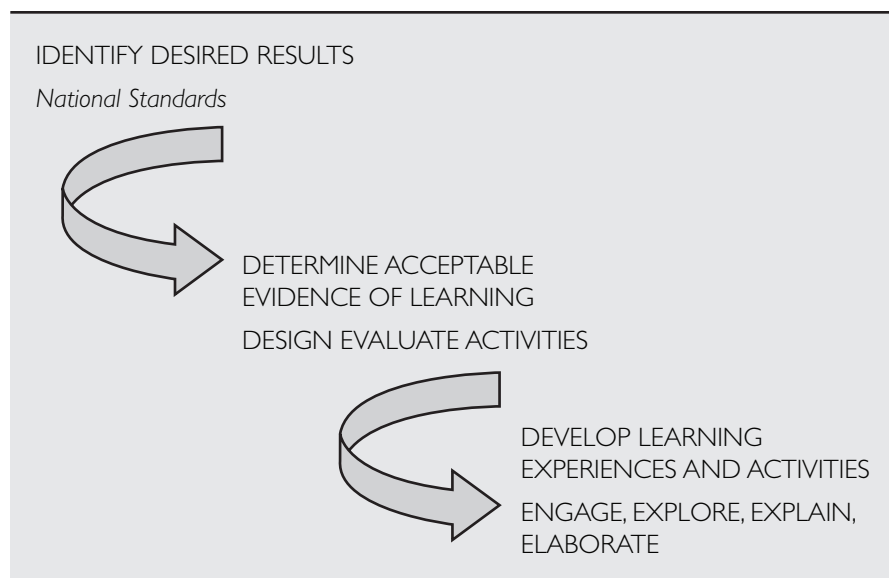 IDENTIFY DESIRED RESULTS
National Standards
DETERMINE ACCEPTABLE
EVIDENCE OF LEARNING
DESIGN EVALUATE ACTIVITIES
DEVELOP LEARNING
EXPERIENCES AND ACTIVITIES
ENGAGE, EXPLORE, EXPLAIN,
ELABORATE